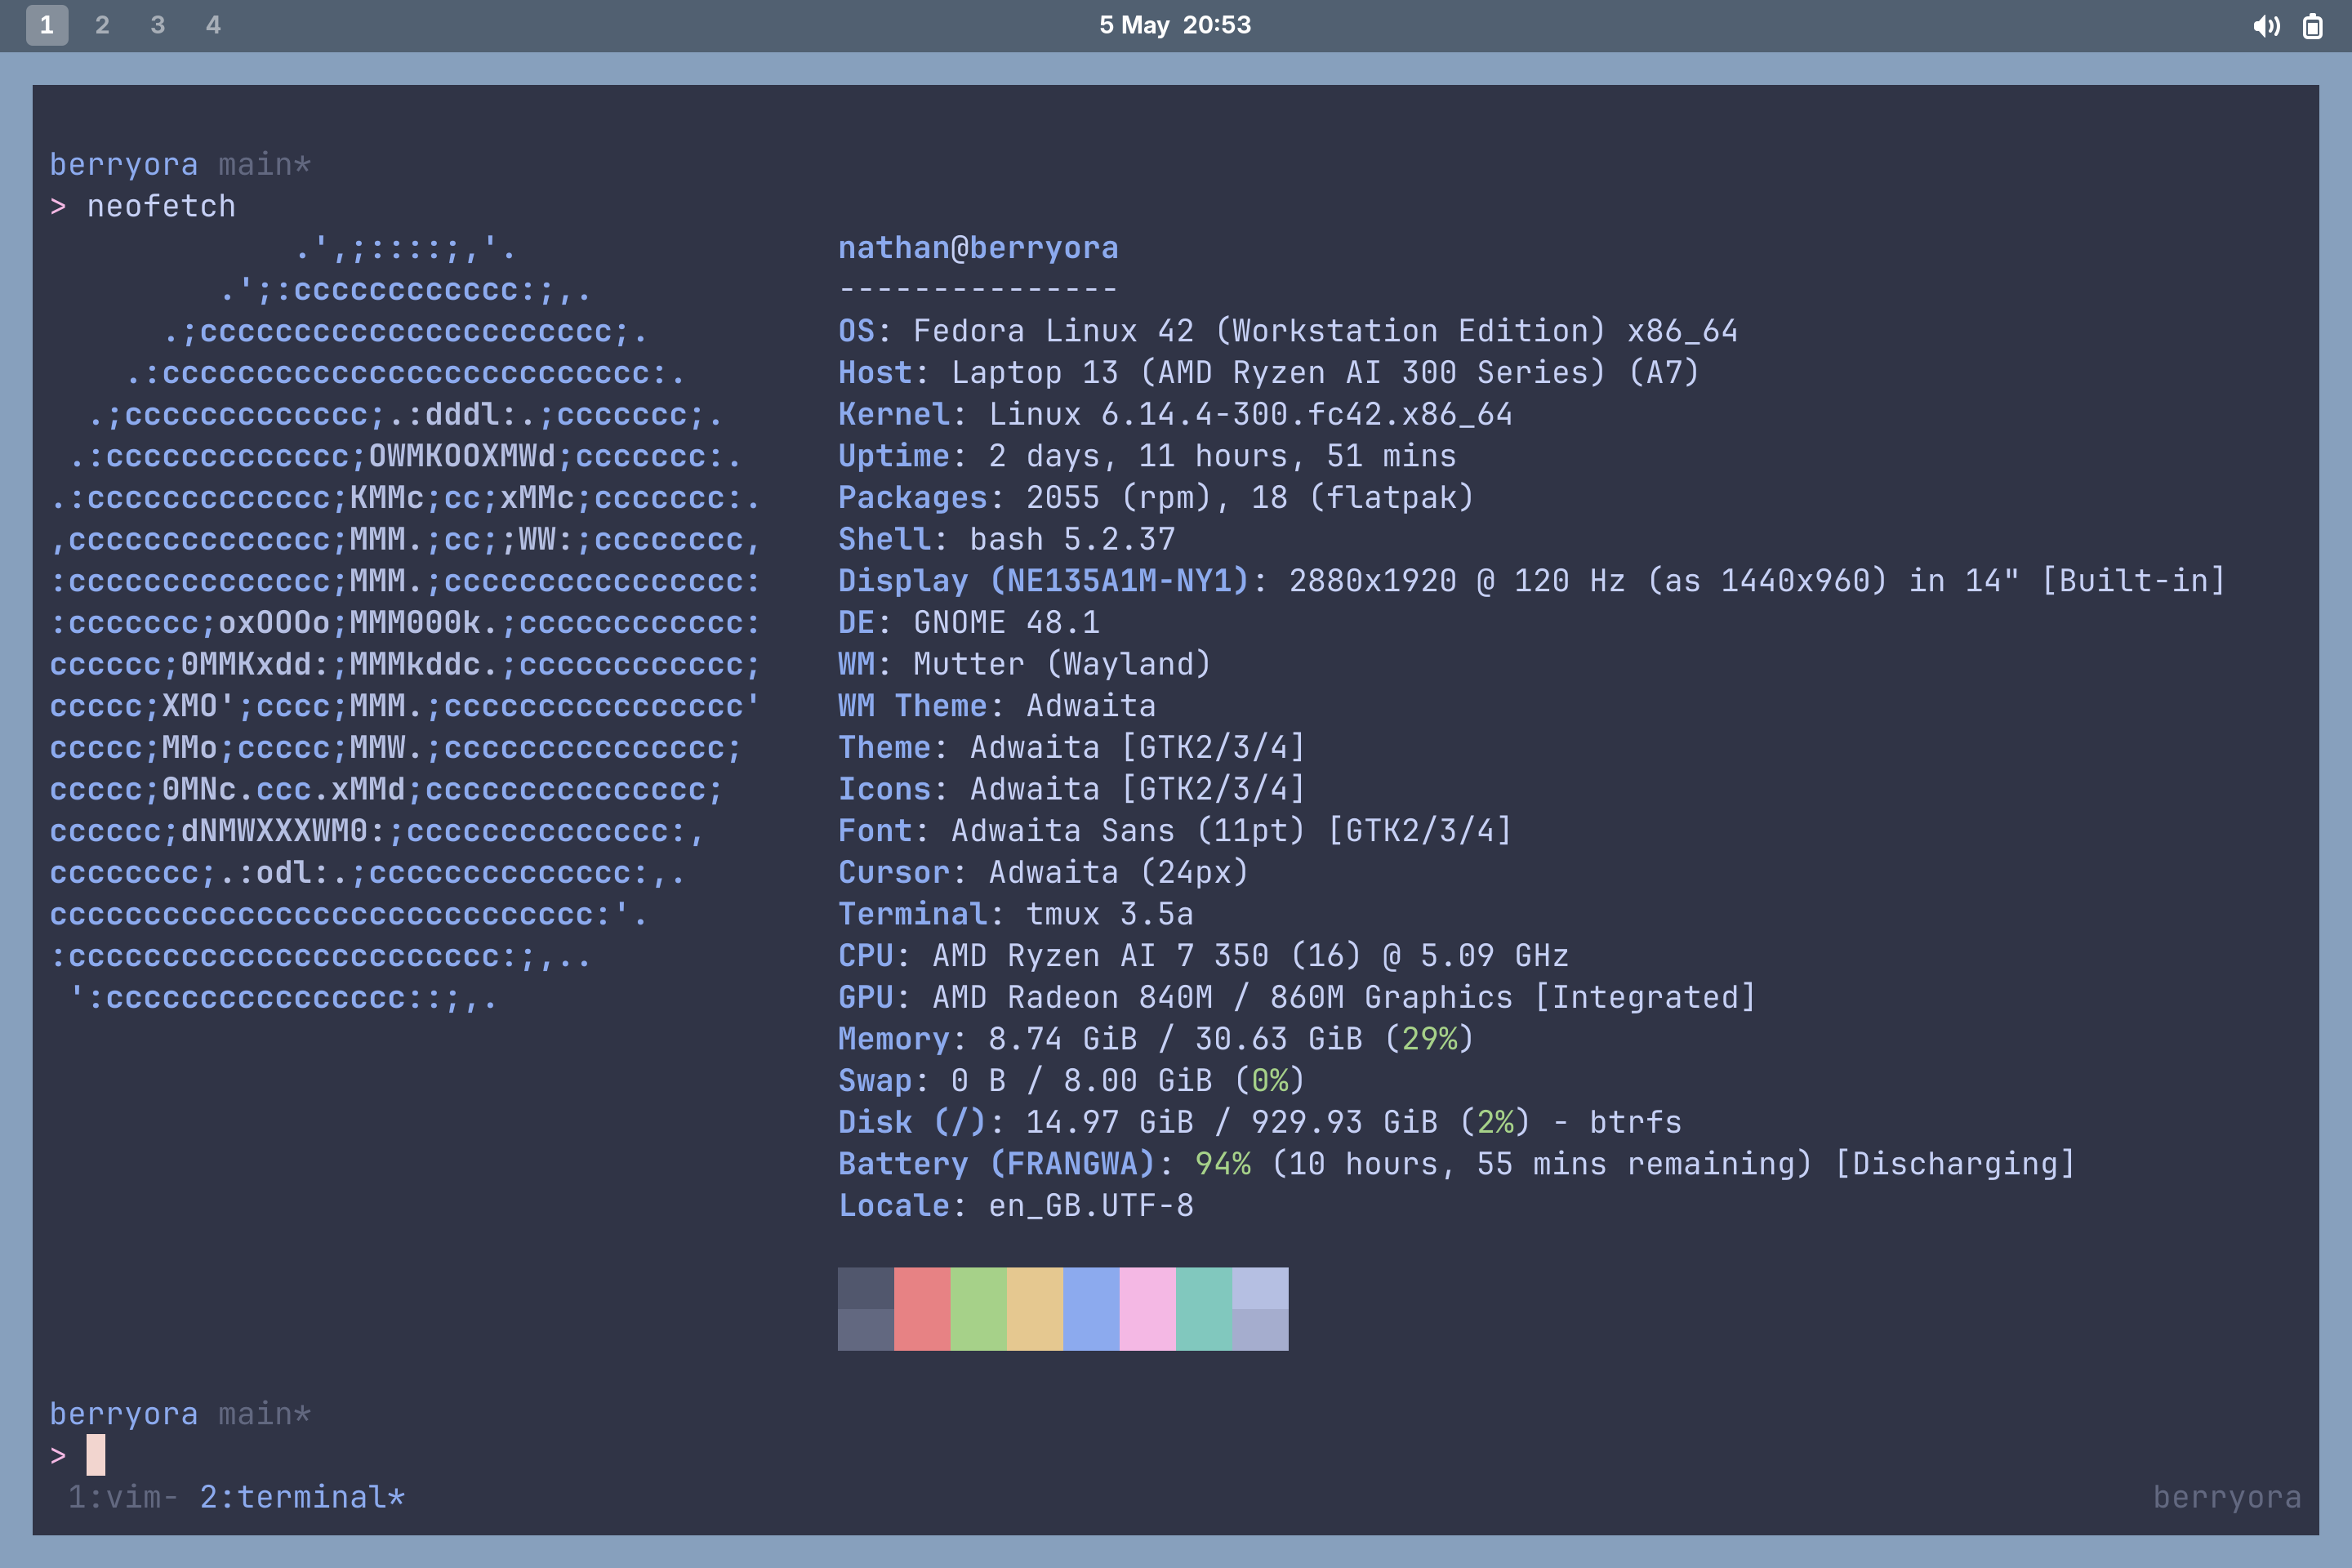 1 2 3 4 5 May 20:53
berryora main*
> neofetch
.',;::::;,'.
.';:cccccccccccc:;,.
.;cccccccccccccccccccccc;.
.:cccccccccccccccccccccccccc:.
.;ccccccccccccc;.:dddl:.;ccccccc;.
.:ccccccccccccc;OWMKOOXMWd;ccccccc:.
.:ccccccccccccc;KMMc;cc;xMMc;ccccccc:.
,cccccccccccccc;MMM.;cc;;WW:;cccccccc,
:cccccccccccccc;MMM.;cccccccccccccccc:
:ccccccc;oxOOOo;MMM000k.;cccccccccccc:
cccccc;0MMKxdd:;MMMkddc.;cccccccccccc;
ccccc;XMO';cccc;MMM.;cccccccccccccccc'
ccccc;MMo;ccccc;MMW.;ccccccccccccccc;
ccccc;0MNc.ccc.xMMd;ccccccccccccccc;
cccccc;dNMWXXXWM0:;cccccccccccccc:,
cccccccc;.:odl:.;cccccccccccccc:,.
ccccccccccccccccccccccccccccc:'.
:ccccccccccccccccccccccc:;,..
':cccccccccccccccc::;,.
nathan@berryora
---------------
OS: Fedora Linux 42 (Workstation Edition) x86_64
Host: Laptop 13 (AMD Ryzen AI 300 Series) (A7)
Kernel: Linux 6.14.4-300.fc42.x86_64
Uptime: 2 days, 11 hours, 51 mins
Packages: 2055 (rpm), 18 (flatpak)
Shell: bash 5.2.37
Display (NE135A1M-NY1): 2880x1920 @ 120 Hz (as 1440x960) in 14" [Built-in]
DE: GNOME 48.1
WM: Mutter (Wayland)
WM Theme: Adwaita
Theme: Adwaita [GTK2/3/4]
Icons: Adwaita [GTK2/3/4]
Font: Adwaita Sans (11pt) [GTK2/3/4]
Cursor: Adwaita (24px)
Terminal: tmux 3.5a
CPU: AMD Ryzen AI 7 350 (16) @ 5.09 GHz
GPU: AMD Radeon 840M / 860M Graphics [Integrated]
Memory: 8.74 GiB / 30.63 GiB (29%)
Swap: 0 B / 8.00 GiB (0%)
Disk (/): 14.97 GiB / 929.93 GiB (2%) - btrfs
Battery (FRANGWA): 94% (10 hours, 55 mins remaining) [Discharging]
Locale: en_GB.UTF-8
berryora main*
>
1:vim- 2:terminal* berryora